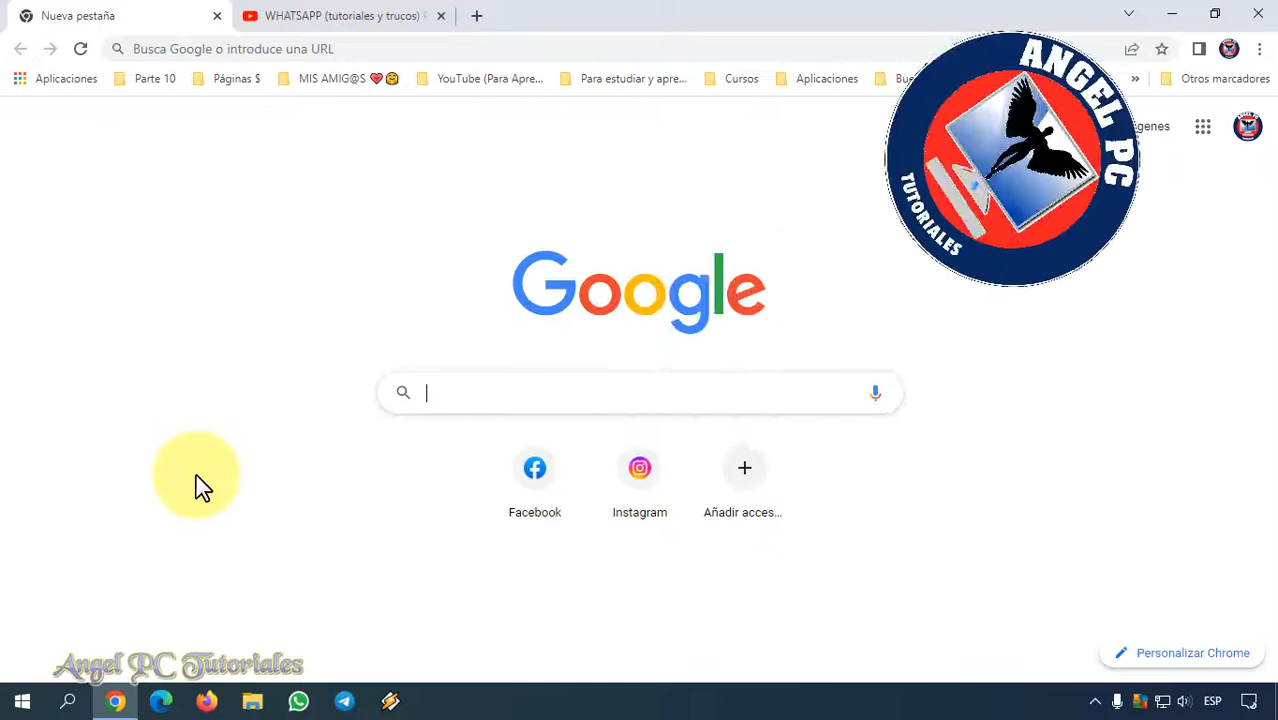 Nueva pestaña
WHATSAPP (tutoriales y trucos)
Busca Google o introduce una URL
Aplicaciones
Parte 10
Páginas $
MIS AMIG@S ❤️🤗
YouTube (Para Apre...
Para estudiar y apre...
Cursos
Aplicaciones
Otros marcadores
ANGEL PC
TUTORIALES
Google
Facebook
Instagram
Añadir acces...
Personalizar Chrome
Angel PC Tutoriales
ESP